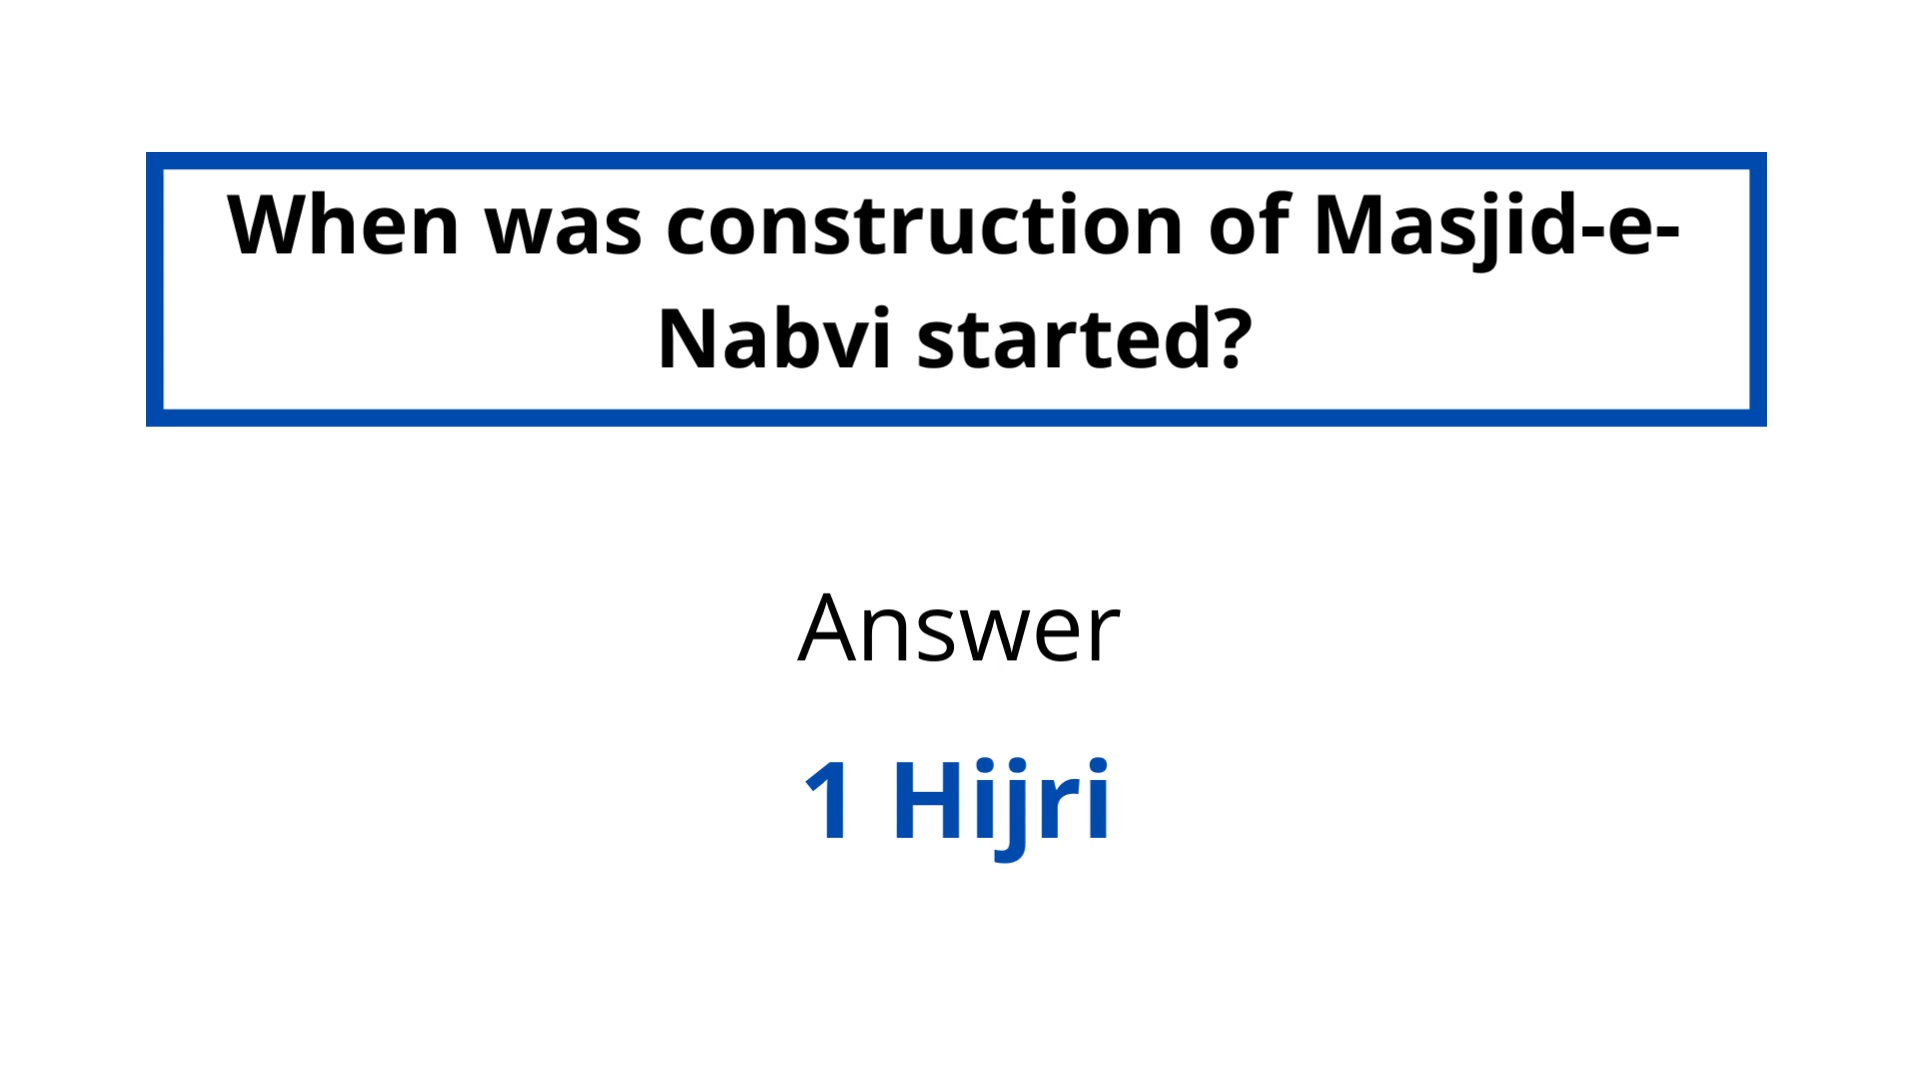 When was construction of Masjid-e-
Nabvi started?
Answer
1 Hijri